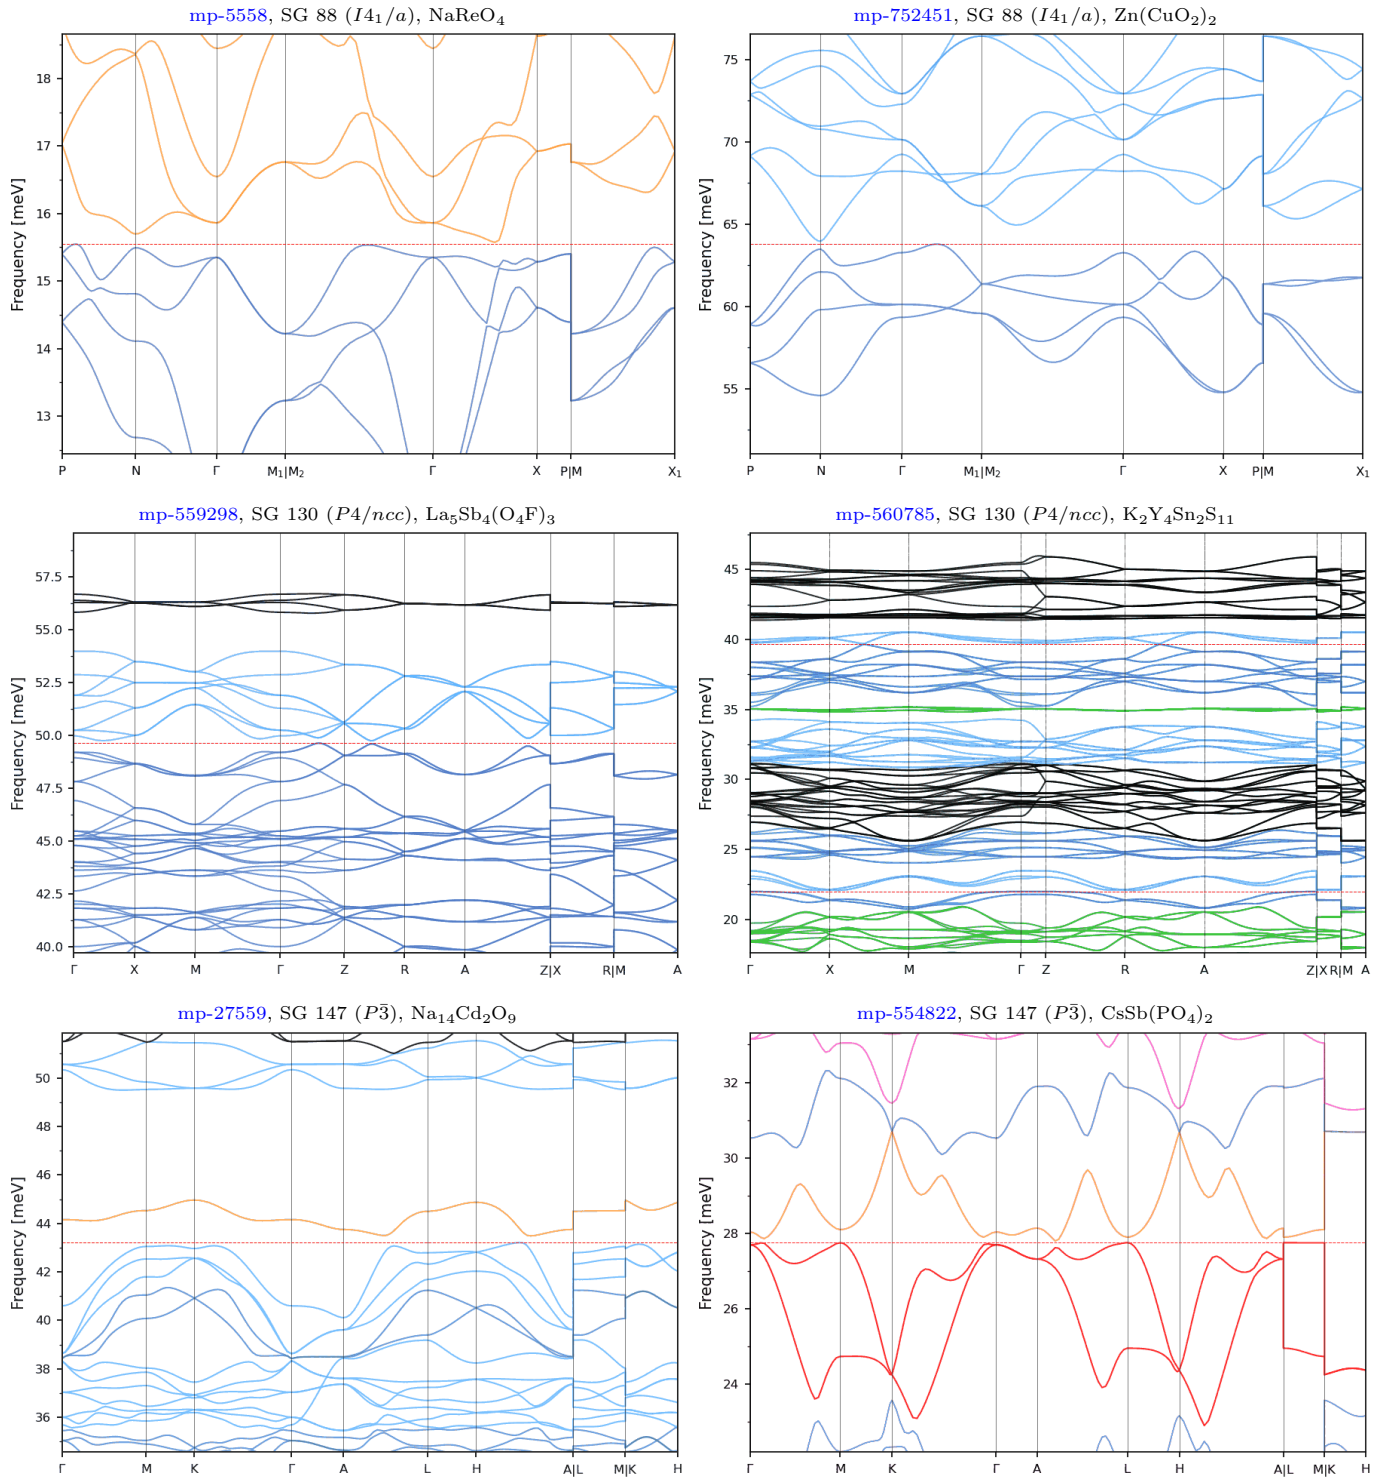 mp-5558, SG 88 (I4₁/a), NaReO₄
18
17
16
15
14
13
Frequency [meV]
P N Γ M₁|M₂ Γ X P|M X₁
mp-752451, SG 88 (I4₁/a), Zn(CuO₂)₂
75
70
65
60
55
Frequency [meV]
P N Γ M₁|M₂ Γ X P|M X₁
mp-559298, SG 130 (P4/ncc), La₅Sb₄(O₄F)₃
57.5
55.0
52.5
50.0
47.5
45.0
42.5
40.0
Frequency [meV]
Γ X M Γ Z R A Z|X R|M A
mp-560785, SG 130 (P4/ncc), K₂Y₄Sn₂S₁₁
45
40
35
30
25
20
Frequency [meV]
Γ X M Γ Z R A Z|X R|M A
mp-27559, SG 147 (P3̄), Na₁₄Cd₂O₉
50
48
46
44
42
40
38
36
Frequency [meV]
Γ M K Γ A L H A|L M|K H
mp-554822, SG 147 (P3̄), CsSb(PO₄)₂
32
30
28
26
24
Frequency [meV]
Γ M K Γ A L H A|L M|K H